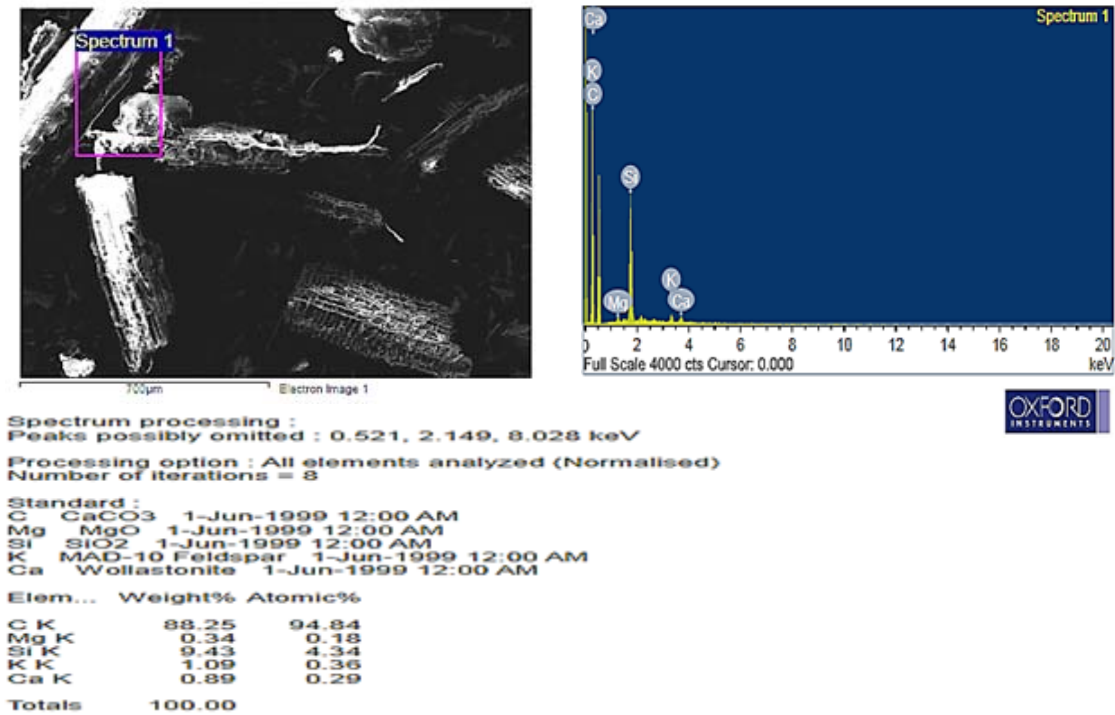 Spectrum 1
700µm Electron Image 1
Spectrum 1
Ca
K
C
Si
Mg
K
Ca
0 2 4 6 8 10 12 14 16 18 20
Full Scale 4000 cts Cursor: 0.000 keV
OXFORD
INSTRUMENTS
Spectrum processing :
Peaks possibly omitted : 0.521, 2.149, 8.028 keV
Processing option : All elements analyzed (Normalised)
Number of iterations = 8
Standard :
C CaCO3 1-Jun-1999 12:00 AM
Mg MgO 1-Jun-1999 12:00 AM
Si SiO2 1-Jun-1999 12:00 AM
K MAD-10 Feldspar 1-Jun-1999 12:00 AM
Ca Wollastonite 1-Jun-1999 12:00 AM
Elem... Weight% Atomic%
C K 88.25 94.84
Mg K 0.34 0.18
Si K 9.43 4.34
K K 1.09 0.36
Ca K 0.89 0.29
Totals 100.00